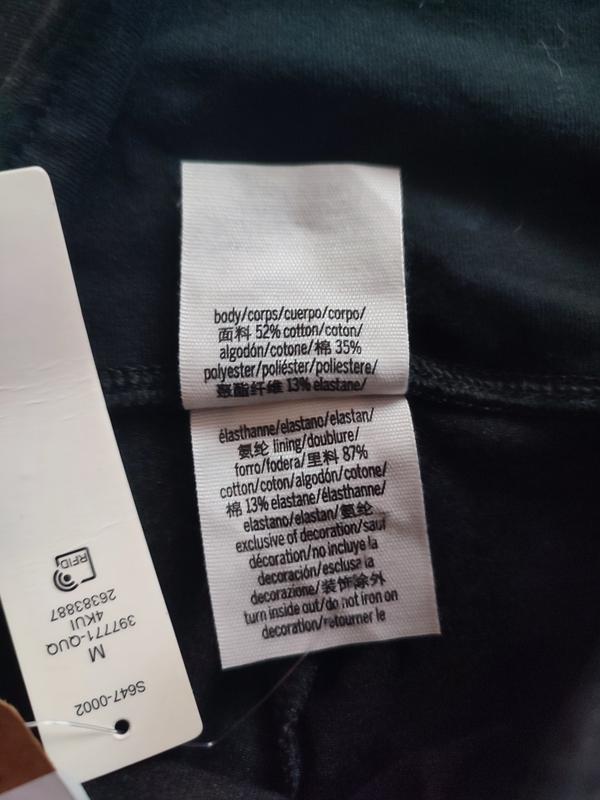 body/corps/cuerpo/corpo/
面料 52% cotton/coton/
algodón/cotone/棉 35%
polyester/poliéster/poliestere/
聚酯纤维 13% elastane/
élasthanne/elastano/elastan/
氨纶 lining/doublure/
forro/fodera/里料 87%
cotton/coton/algodón/cotone/
棉 13% elastane/élasthanne/
elastano/elastan/氨纶
exclusive of decoration/sauf
décoration/no incluye la
decoración/esclusa la
decorazione/装饰除外
turn inside out/do not iron on
decoration/retourner le
S647-0002
M
397771-QUQ
4KUI
26383887
RFID